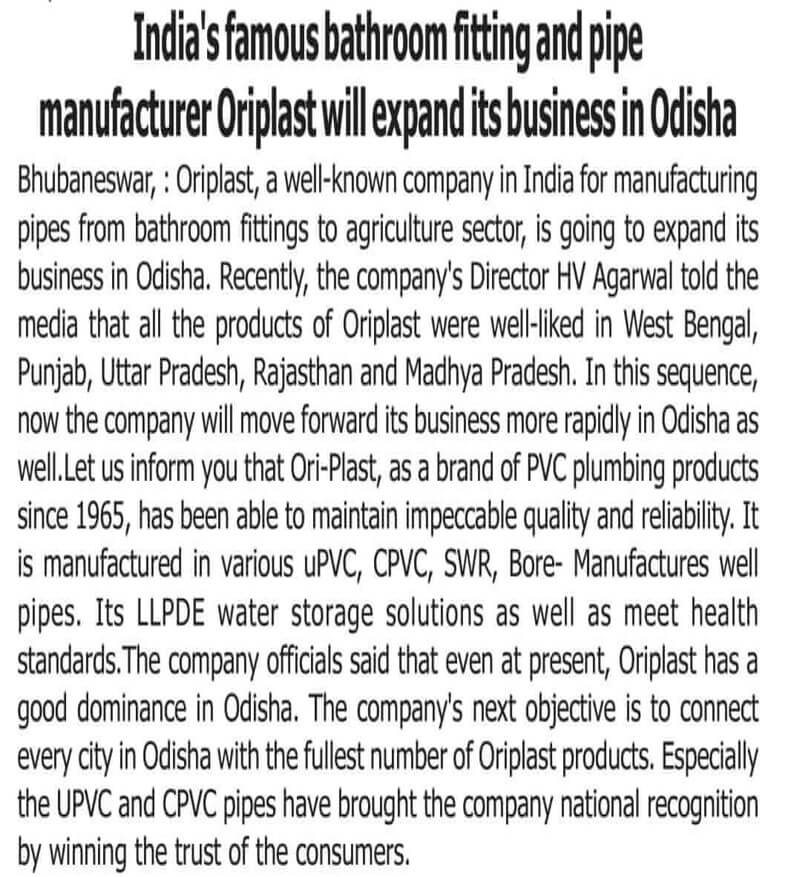 India's famous bathroom fitting and pipe
manufacturer Oriplast will expand its business in Odisha
Bhubaneswar, : Oriplast, a well-known company in India for manufacturing
pipes from bathroom fittings to agriculture sector, is going to expand its
business in Odisha. Recently, the company's Director HV Agarwal told the
media that all the products of Oriplast were well-liked in West Bengal,
Punjab, Uttar Pradesh, Rajasthan and Madhya Pradesh. In this sequence,
now the company will move forward its business more rapidly in Odisha as
well.Let us inform you that Ori-Plast, as a brand of PVC plumbing products
since 1965, has been able to maintain impeccable quality and reliability. It
is manufactured in various uPVC, CPVC, SWR, Bore- Manufactures well
pipes. Its LLPDE water storage solutions as well as meet health
standards.The company officials said that even at present, Oriplast has a
good dominance in Odisha. The company's next objective is to connect
every city in Odisha with the fullest number of Oriplast products. Especially
the UPVC and CPVC pipes have brought the company national recognition
by winning the trust of the consumers.